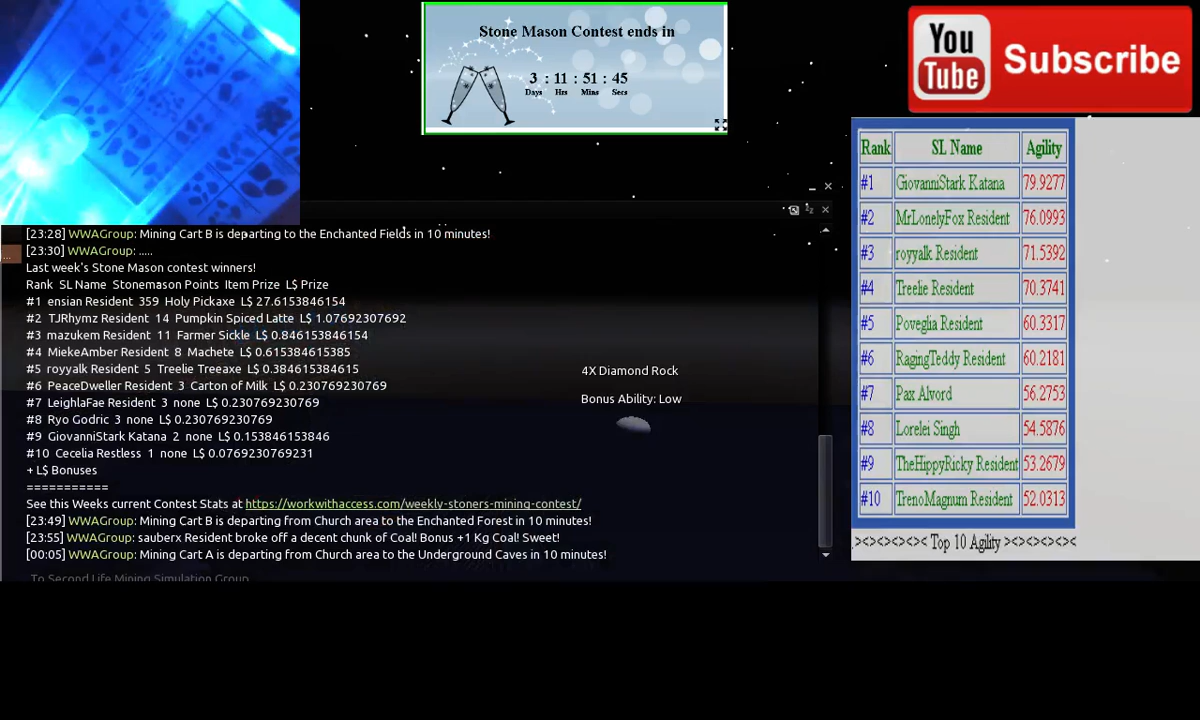 Stone Mason Contest ends in
3 : 11 : 51 : 45
Days Hrs Mins Secs
You
Tube
Subscribe
[23:28] WWAGroup: Mining Cart B is departing to the Enchanted Fields in 10 minutes!
[23:30] WWAGroup: .....
Last week's Stone Mason contest winners!
Rank SL Name Stonemason Points Item Prize L$ Prize
#1 ensian Resident 359 Holy Pickaxe L$ 27.6153846154
#2 TJRhymz Resident 14 Pumpkin Spiced Latte L$ 1.07692307692
#3 mazukem Resident 11 Farmer Sickle L$ 0.846153846154
#4 MiekeAmber Resident 8 Machete L$ 0.615384615385
#5 royyalk Resident 5 Treelie Treeaxe L$ 0.384615384615
#6 PeaceDweller Resident 3 Carton of Milk L$ 0.230769230769
#7 LeighlaFae Resident 3 none L$ 0.230769230769
#8 Ryo Godric 3 none L$ 0.230769230769
#9 GiovanniStark Katana 2 none L$ 0.153846153846
#10 Cecelia Restless 1 none L$ 0.0769230769231
+ L$ Bonuses
===========
See this Weeks current Contest Stats at https://workwithaccess.com/weekly-stoners-mining-contest/
[23:49] WWAGroup: Mining Cart B is departing from Church area to the Enchanted Forest in 10 minutes!
[23:55] WWAGroup: sauberx Resident broke off a decent chunk of Coal! Bonus +1 Kg Coal! Sweet!
[00:05] WWAGroup: Mining Cart A is departing from Church area to the Underground Caves in 10 minutes!
To Second Life Mining Simulation Group
4X Diamond Rock
Bonus Ability: Low
Rank SL Name Agility
#1 GiovanniStark Katana 79.9277
#2 MrLonelyFox Resident 76.0993
#3 royyalk Resident 71.5392
#4 Treelie Resident 70.3741
#5 Poveglia Resident 60.3317
#6 RagingTeddy Resident 60.2181
#7 Pax Alvord 56.2753
#8 Lorelei Singh 54.5876
#9 TheHippyRicky Resident 53.2679
#10 TrenoMagnum Resident 52.0313
.><><><><>< Top 10 Agility ><><><><><